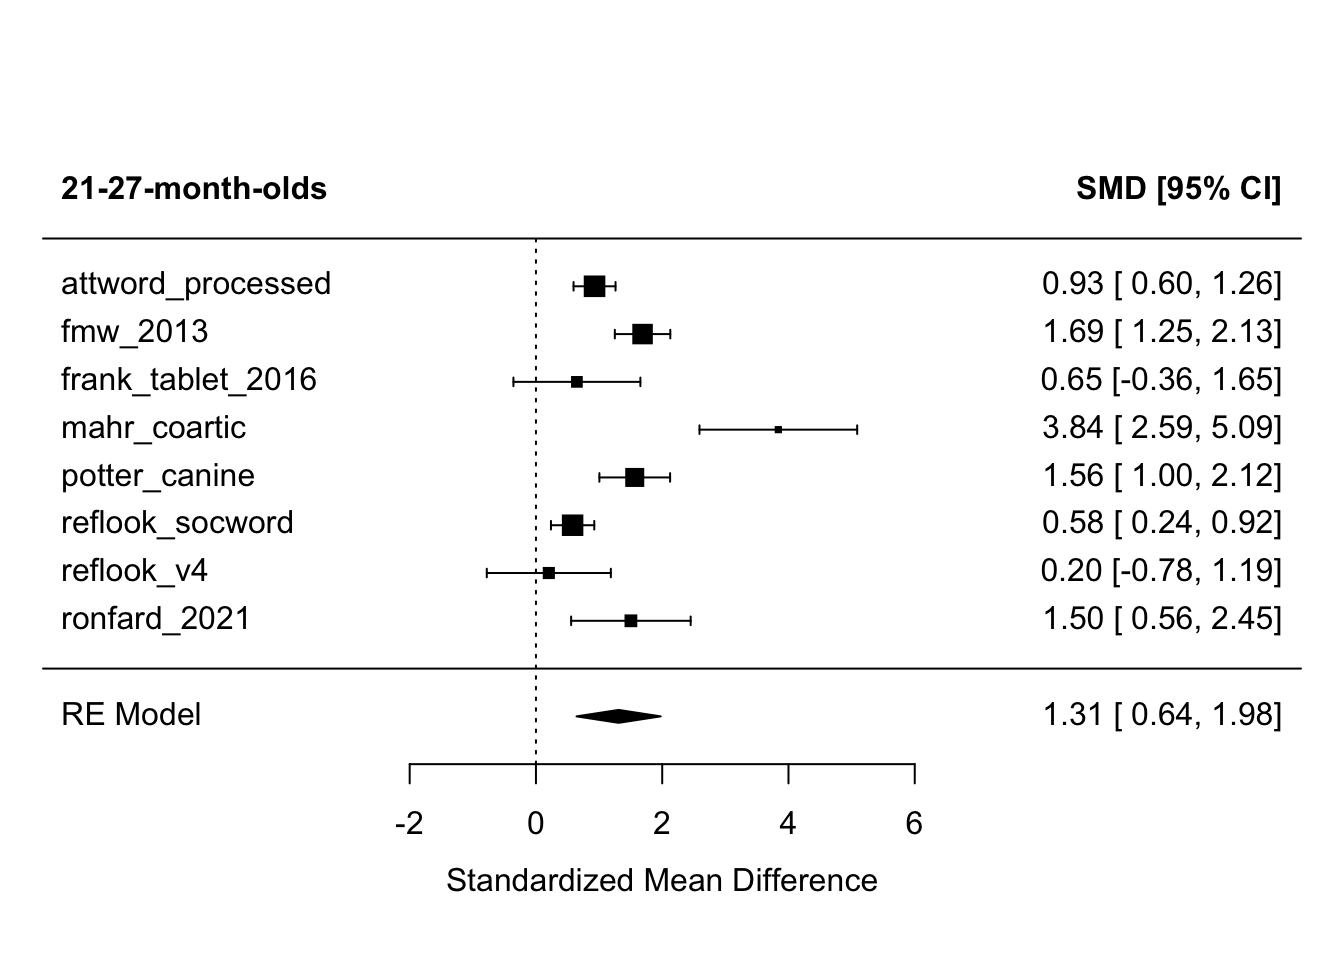 21-27-month-olds SMD [95% CI]
attword_processed 0.93 [ 0.60, 1.26]
fmw_2013 1.69 [ 1.25, 2.13]
frank_tablet_2016 0.65 [-0.36, 1.65]
mahr_coartic 3.84 [ 2.59, 5.09]
potter_canine 1.56 [ 1.00, 2.12]
reflook_socword 0.58 [ 0.24, 0.92]
reflook_v4 0.20 [-0.78, 1.19]
ronfard_2021 1.50 [ 0.56, 2.45]
RE Model 1.31 [ 0.64, 1.98]
-2 0 2 4 6
Standardized Mean Difference